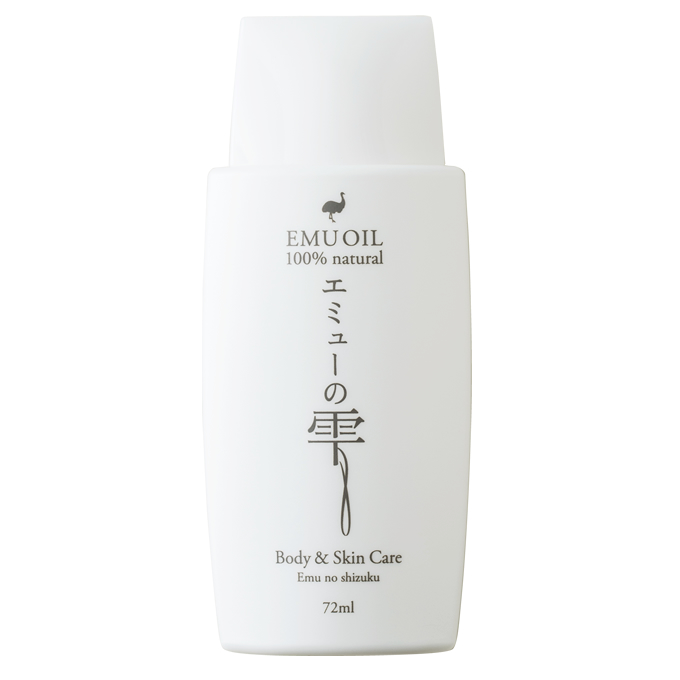 EMU OIL
100% natural
エミューの雫
Body & Skin Care
Emu no shizuku
72ml